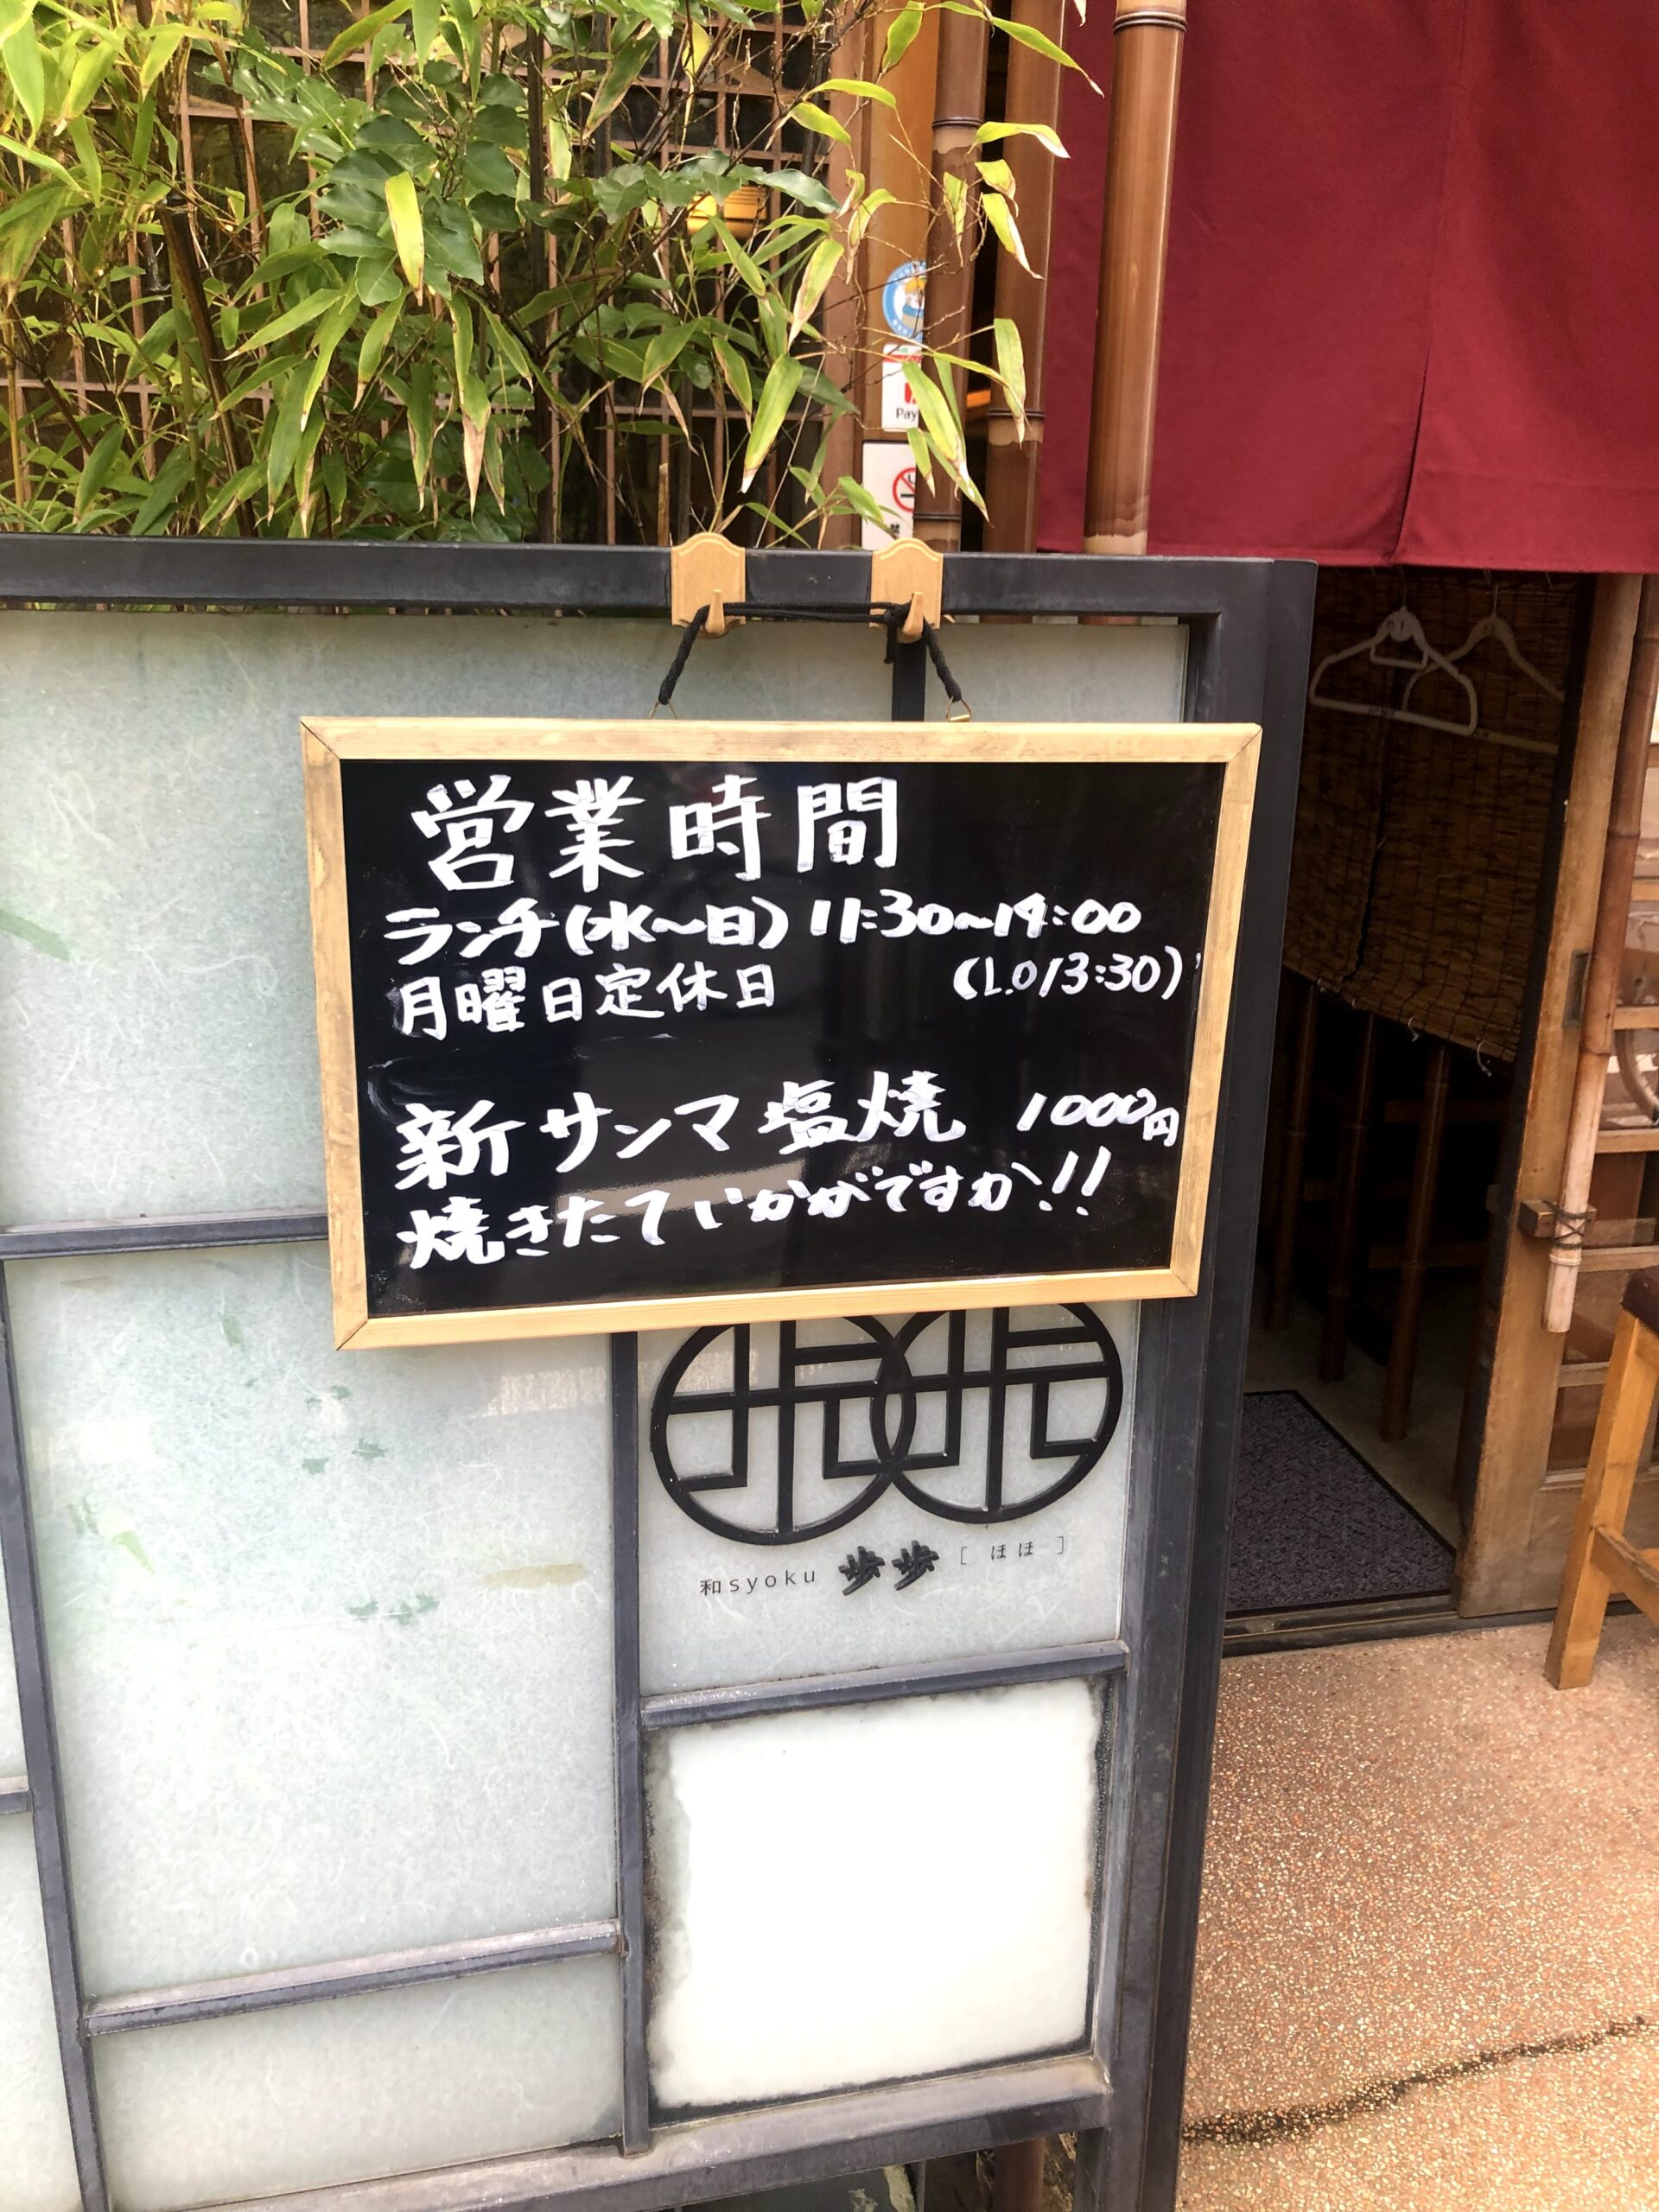 Pay
営業時間
ランチ(水〜日) 11:30〜14:00
月曜日定休日 (L.O13:30)
新サンマ塩焼 1000円
焼きたていかがですか!!
和syoku 歩歩 [ ほほ ]